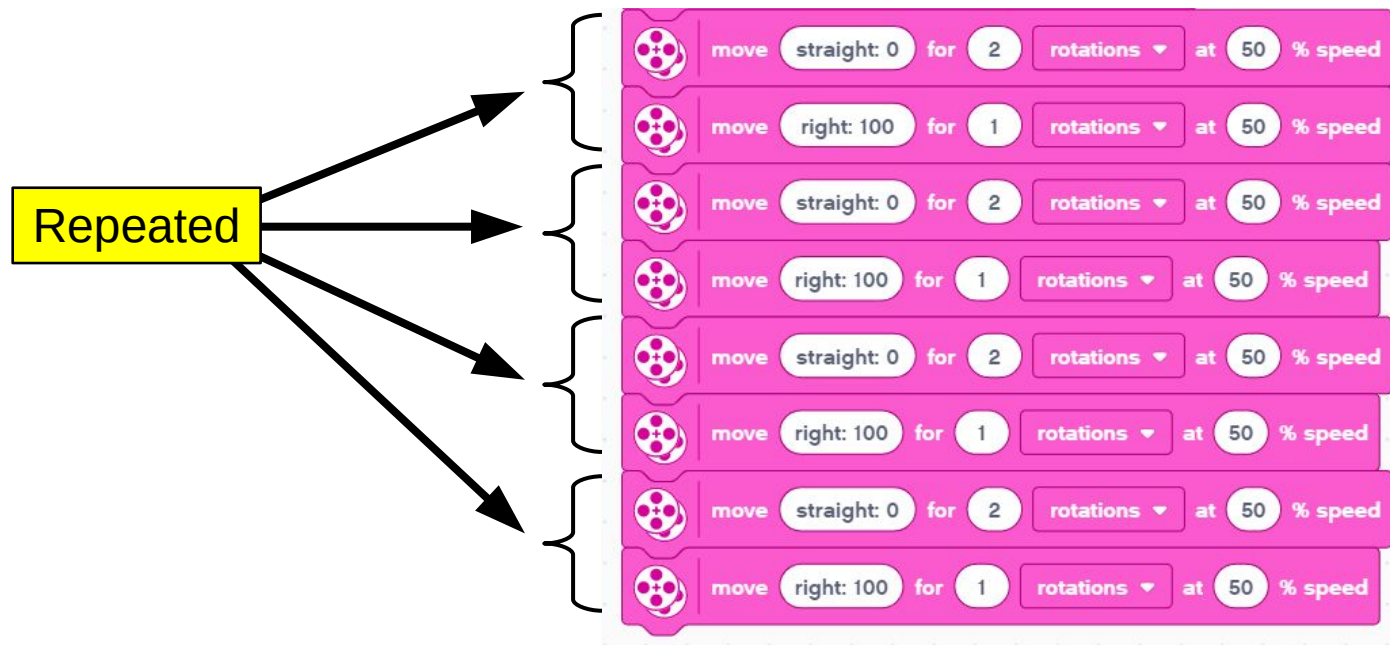 move straight: 0 for 2 rotations at 50 % speed
move right: 100 for 1 rotations at 50 % speed
move straight: 0 for 2 rotations at 50 % speed
Repeated
move right: 100 for 1 rotations at 50 % speed
move straight: 0 for 2 rotations at 50 % speed
move right: 100 for 1 rotations at 50 % speed
move straight: 0 for 2 rotations at 50 % speed
move right: 100 for 1 rotations at 50 % speed